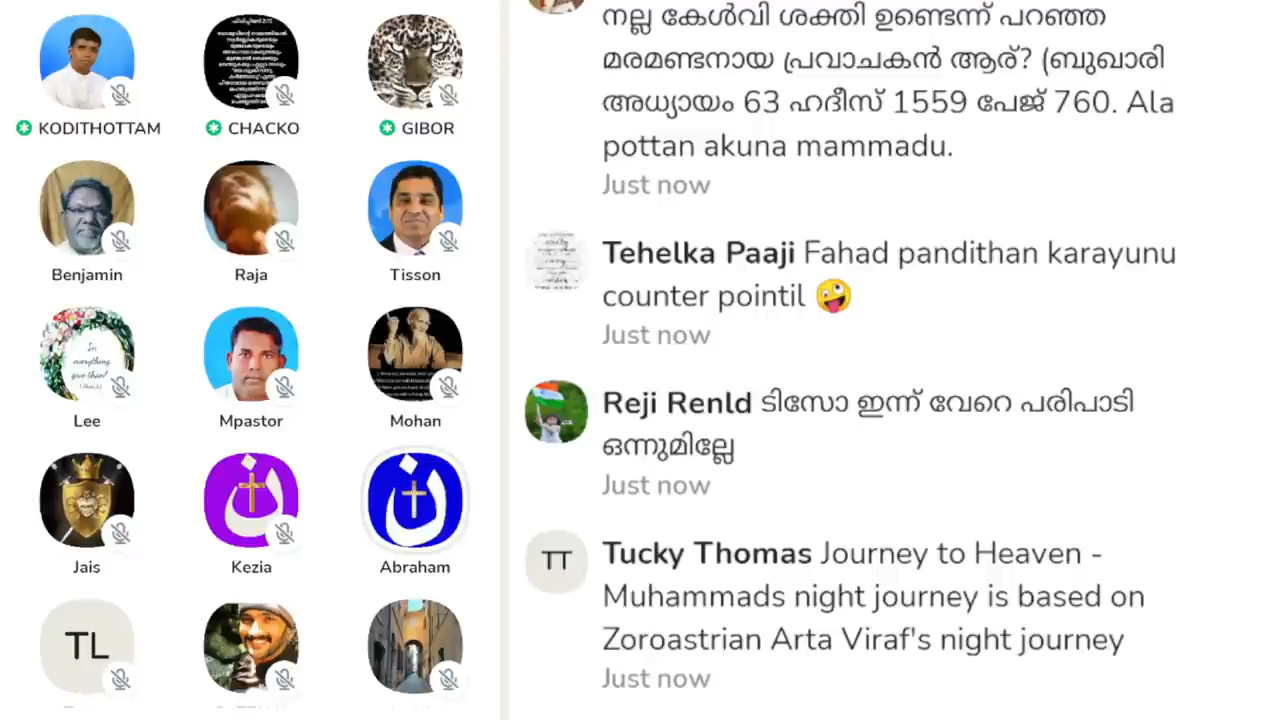 KODITHOTTAM
CHACKO
GIBOR
Benjamin
Raja
Tisson
Lee
Mpastor
Mohan
Jais
Kezia
Abraham
TL
നല്ല കേൾവി ശക്തി ഉണ്ടെന്ന് പറഞ്ഞ
മരമണ്ടനായ പ്രവാചകൻ ആര്? (ബുഖാരി
അധ്യായം 63 ഹദീസ് 1559 പേജ് 760. Ala
pottan akuna mammadu.
Just now
Tehelka Paaji Fahad pandithan karayunu
counter pointil 🤪
Just now
Reji Renld ടിസോ ഇന്ന് വേറെ പരിപാടി
ഒന്നുമില്ലേ
Just now
TT
Tucky Thomas Journey to Heaven -
Muhammads night journey is based on
Zoroastrian Arta Viraf's night journey
Just now